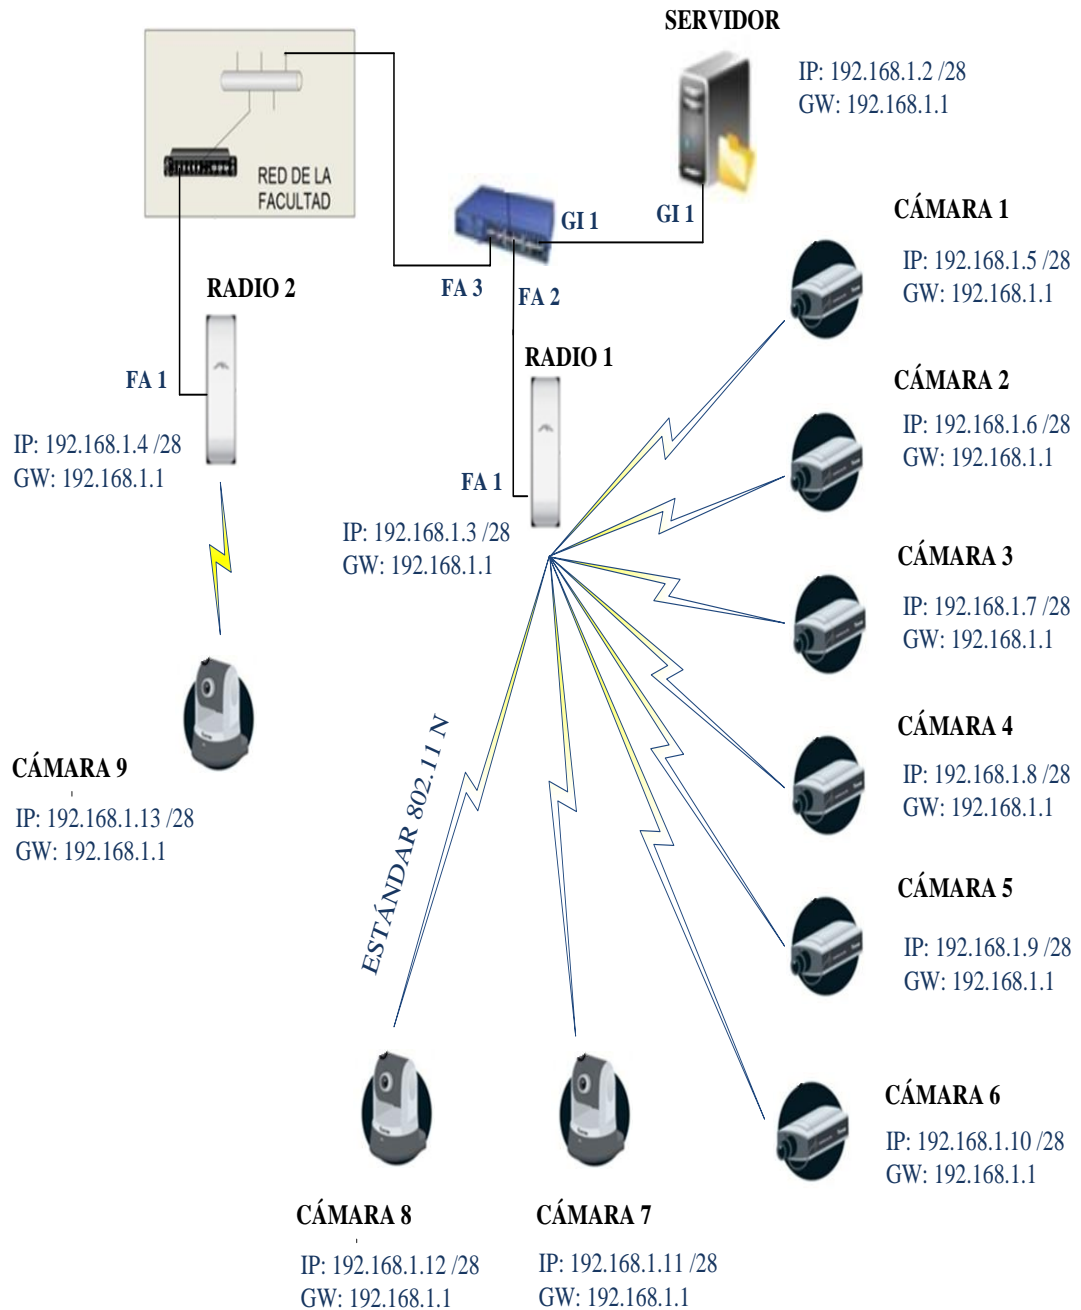 SERVIDOR
IP: 192.168.1.2 /28
GW: 192.168.1.1
RED DE LA
FACULTAD
GI 1
GI 1
FA 3
FA 2
CÁMARA 1
IP: 192.168.1.5 /28
GW: 192.168.1.1
RADIO 2
FA 1
IP: 192.168.1.4 /28
GW: 192.168.1.1
RADIO 1
FA 1
IP: 192.168.1.3 /28
GW: 192.168.1.1
CÁMARA 2
IP: 192.168.1.6 /28
GW: 192.168.1.1
CÁMARA 3
IP: 192.168.1.7 /28
GW: 192.168.1.1
CÁMARA 4
IP: 192.168.1.8 /28
GW: 192.168.1.1
CÁMARA 9
IP: 192.168.1.13 /28
GW: 192.168.1.1
ESTÁNDAR 802.11 N
CÁMARA 5
IP: 192.168.1.9 /28
GW: 192.168.1.1
CÁMARA 6
IP: 192.168.1.10 /28
GW: 192.168.1.1
CÁMARA 8
IP: 192.168.1.12 /28
GW: 192.168.1.1
CÁMARA 7
IP: 192.168.1.11 /28
GW: 192.168.1.1